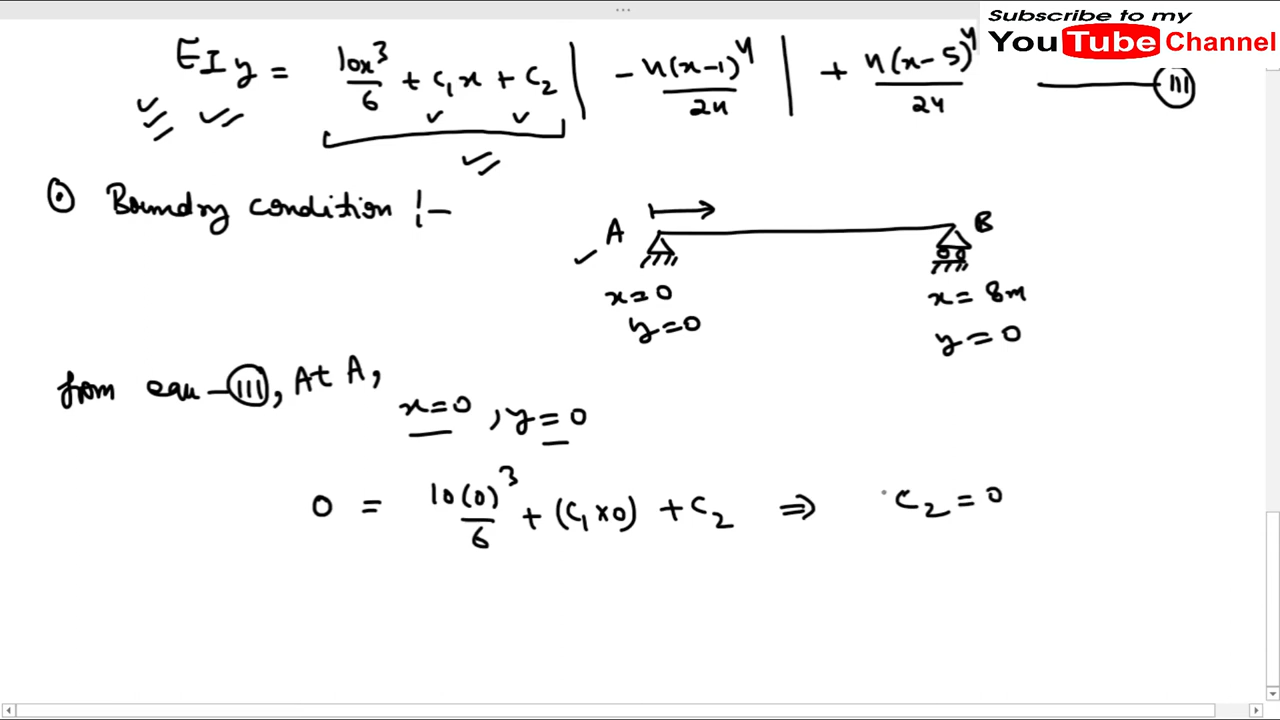 Subscribe to my
YouTube Channel
EIy = 10x³/6 + C₁x + C₂ | - 4(x-1)⁴/24 | + 4(x-5)⁴/24 —— III
Boundry condition :-
A B
x=0 x= 8m
y=0 y=0
from equ-III, At A,
x=0, y=0
0 = 10(0)³/6 + (C₁×0) + C₂ ⇒ C₂=0